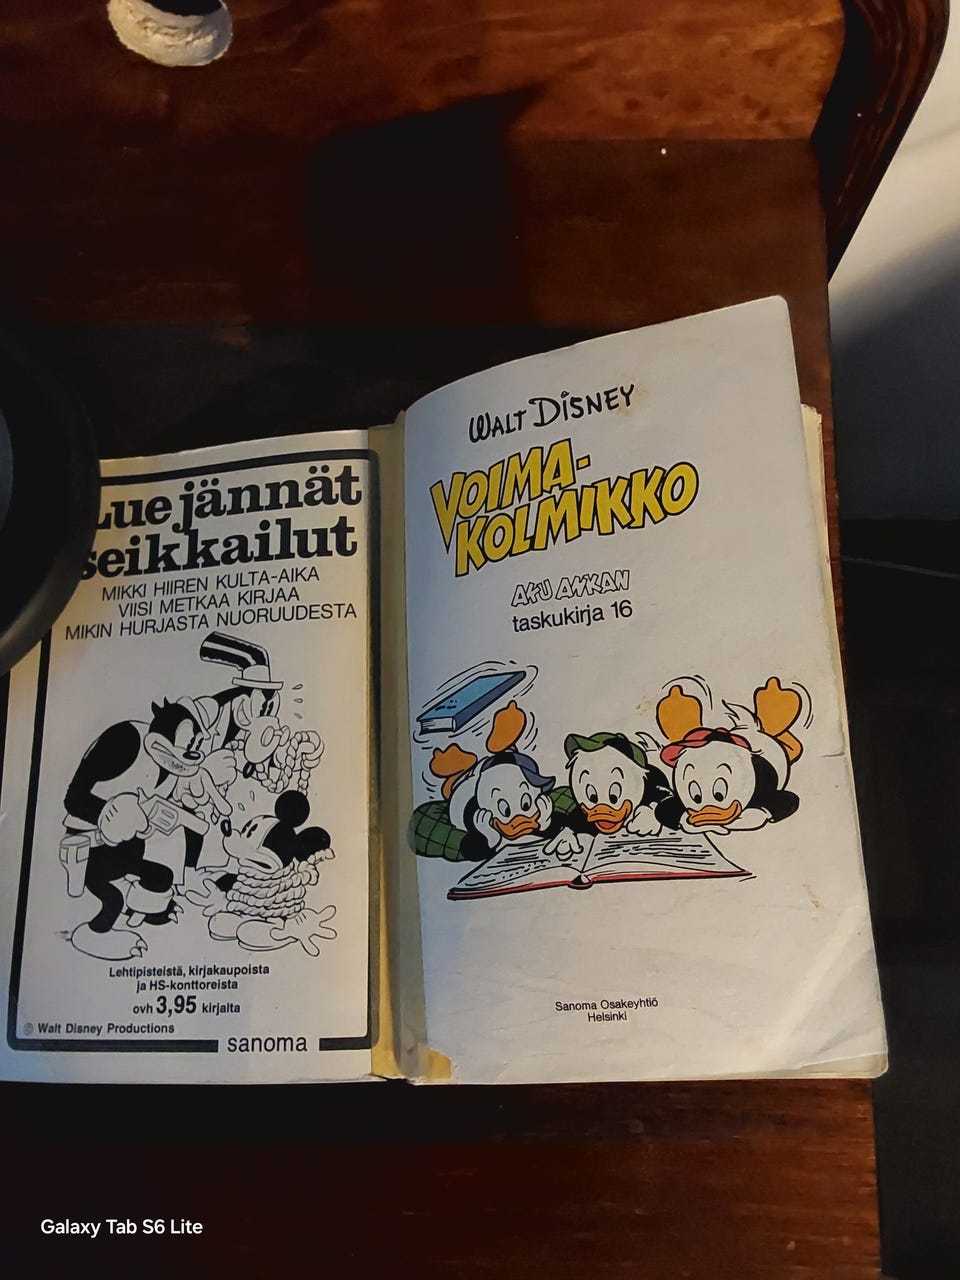 Lue jännät
seikkailut
MIKKI HIIREN KULTA-AIKA
VIISI METKAA KIRJAA
MIKIN HURJASTA NUORUUDESTA
Lehtipisteistä, kirjakaupoista
ja HS-konttoreista
ovh 3,95 kirjalta
© Walt Disney Productions
sanoma
WALT DISNEY
VOIMA-
KOLMIKKO
AKU ANKAN
taskukirja 16
Sanoma Osakeyhtiö
Helsinki
Galaxy Tab S6 Lite